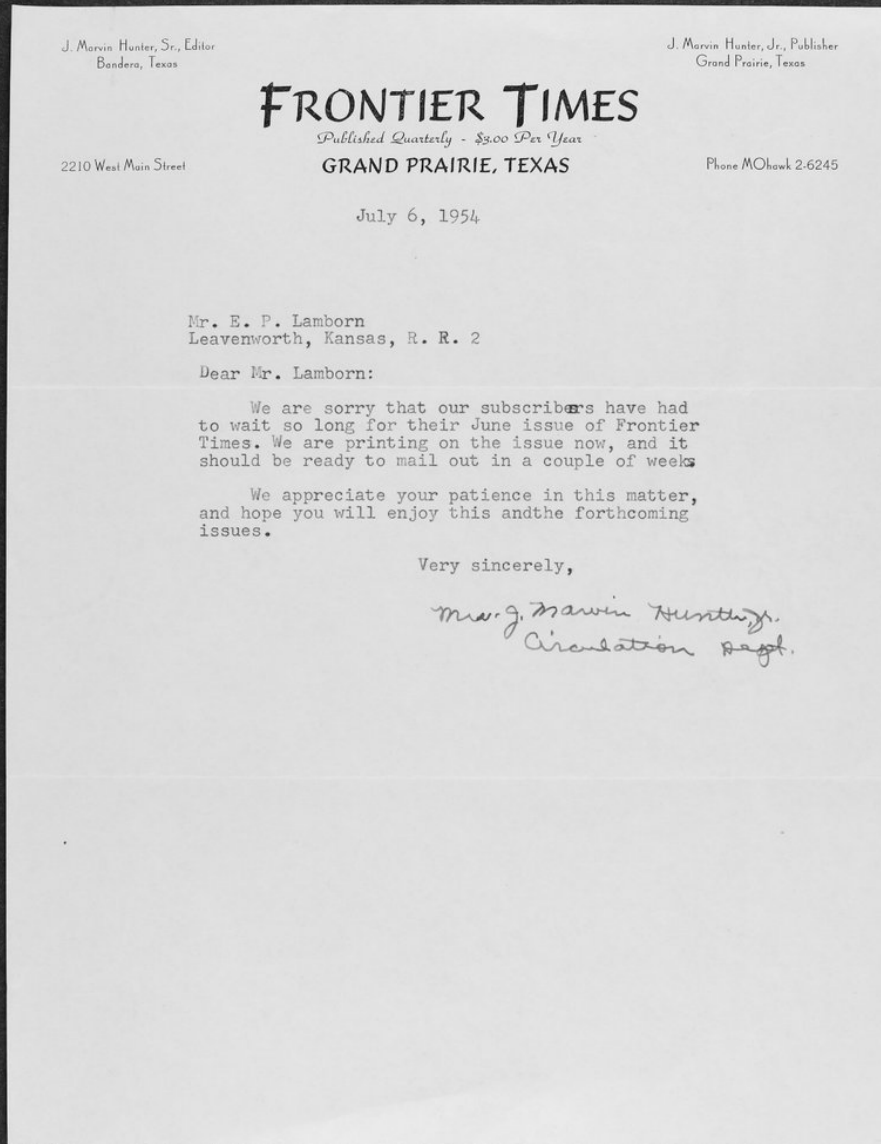 J. Marvin Hunter, Sr., Editor
Bandera, Texas
J. Marvin Hunter, Jr., Publisher
Grand Prairie, Texas
FRONTIER TIMES
Published Quarterly - $3.00 Per Year
2210 West Main Street
GRAND PRAIRIE, TEXAS
Phone MOhawk 2-6245
July 6, 1954
Mr. E. P. Lamborn
Leavenworth, Kansas, R. R. 2
Dear Mr. Lamborn:
We are sorry that our subscribers have had
to wait so long for their June issue of Frontier
Times. We are printing on the issue now, and it
should be ready to mail out in a couple of weeks
We appreciate your patience in this matter,
and hope you will enjoy this andthe forthcoming
issues.
Very sincerely,
Mrs. J. Marvin Hunter, Jr.
Circulation Dept.